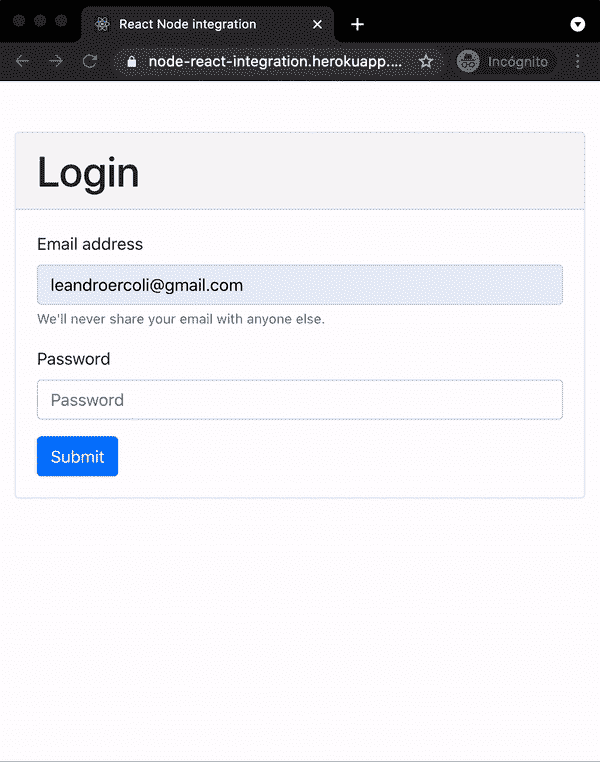 React Node integration
node-react-integration.herokuapp.... Incógnito
Login
Email address
leandroercoli@gmail.com
We'll never share your email with anyone else.
Password
Password
Submit